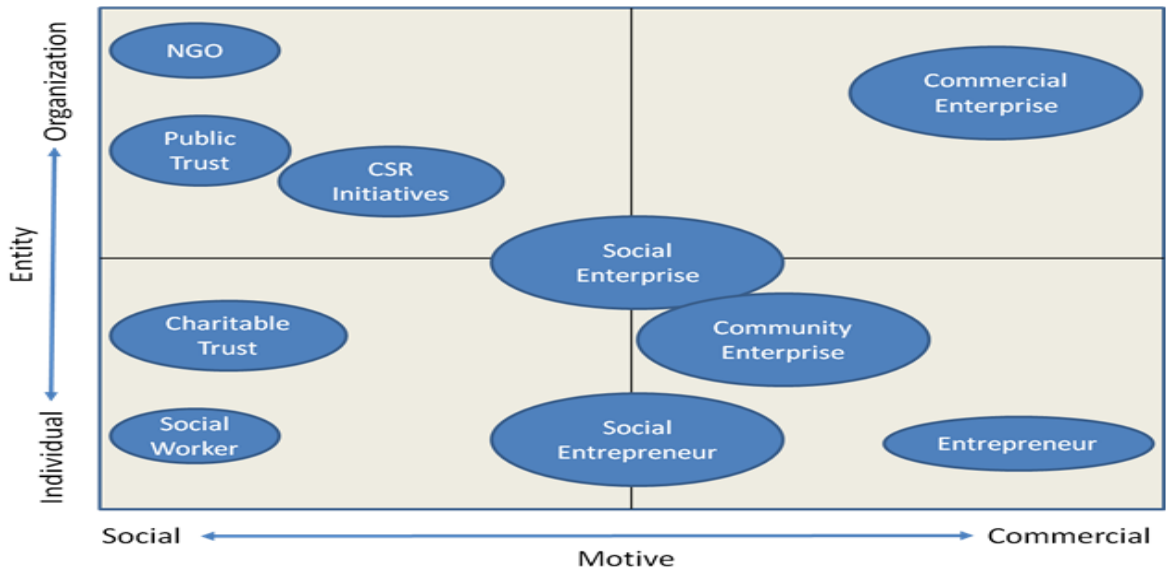 Organization
Entity
Individual
NGO
Public
Trust
CSR
Initiatives
Commercial
Enterprise
Social
Enterprise
Charitable
Trust
Community
Enterprise
Social
Worker
Social
Entrepreneur
Entrepreneur
Social
Commercial
Motive